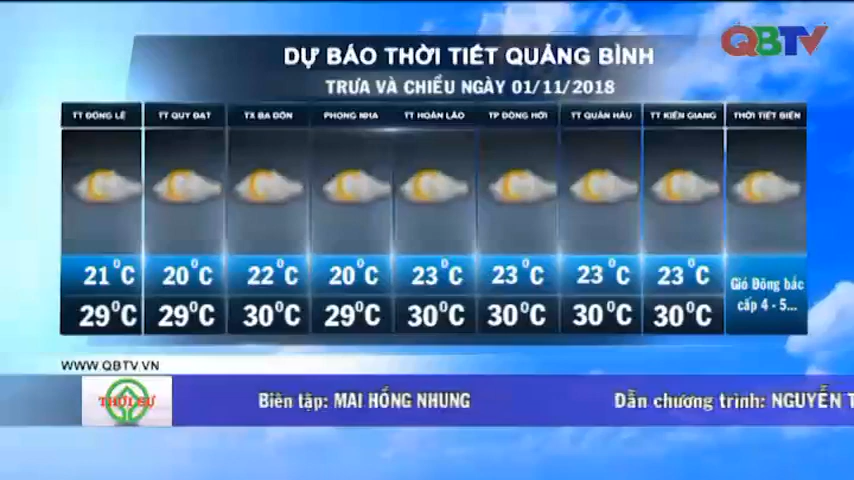 QBTV
DỰ BÁO THỜI TIẾT QUẢNG BÌNH
TRƯA VÀ CHIỀU NGÀY 01/11/2018
TT ĐỒNG LÊ TT QUY ĐẠT TX BA ĐỒN PHONG NHA TT HOÀN LÃO TP ĐỒNG HỚI TT QUÁN HÀU TT KIẾN GIANG THỜI TIẾT BIỂN
21°C 20°C 22°C 20°C 23°C 23°C 23°C 23°C Gió Đông bắc
29°C 29°C 30°C 29°C 30°C 30°C 30°C 30°C cấp 4 - 5...
WWW.QBTV.VN
THỜI SỰ Biên tập: MAI HỒNG NHUNG Dẫn chương trình: NGUYỄN T